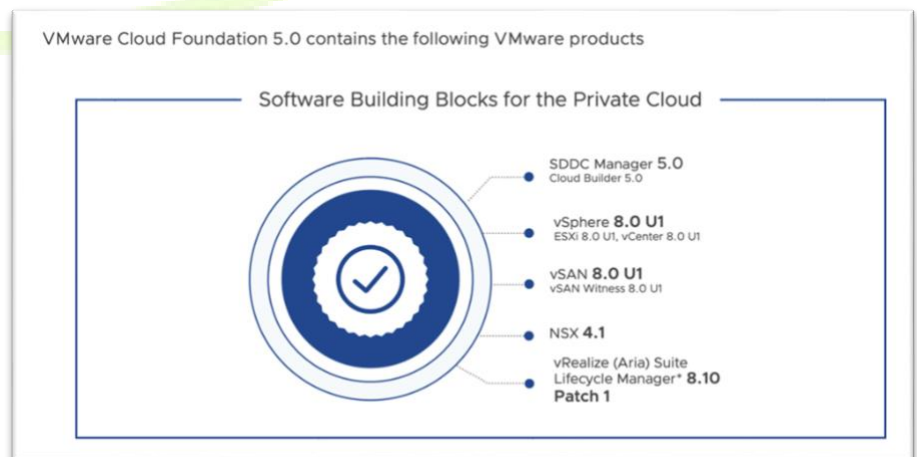 VMware Cloud Foundation 5.0 contains the following VMware products
Software Building Blocks for the Private Cloud
SDDC Manager 5.0
Cloud Builder 5.0
vSphere 8.0 U1
ESXi 8.0 U1, vCenter 8.0 U1
vSAN 8.0 U1
vSAN Witness 8.0 U1
NSX 4.1
vRealize (Aria) Suite
Lifecycle Manager* 8.10
Patch 1